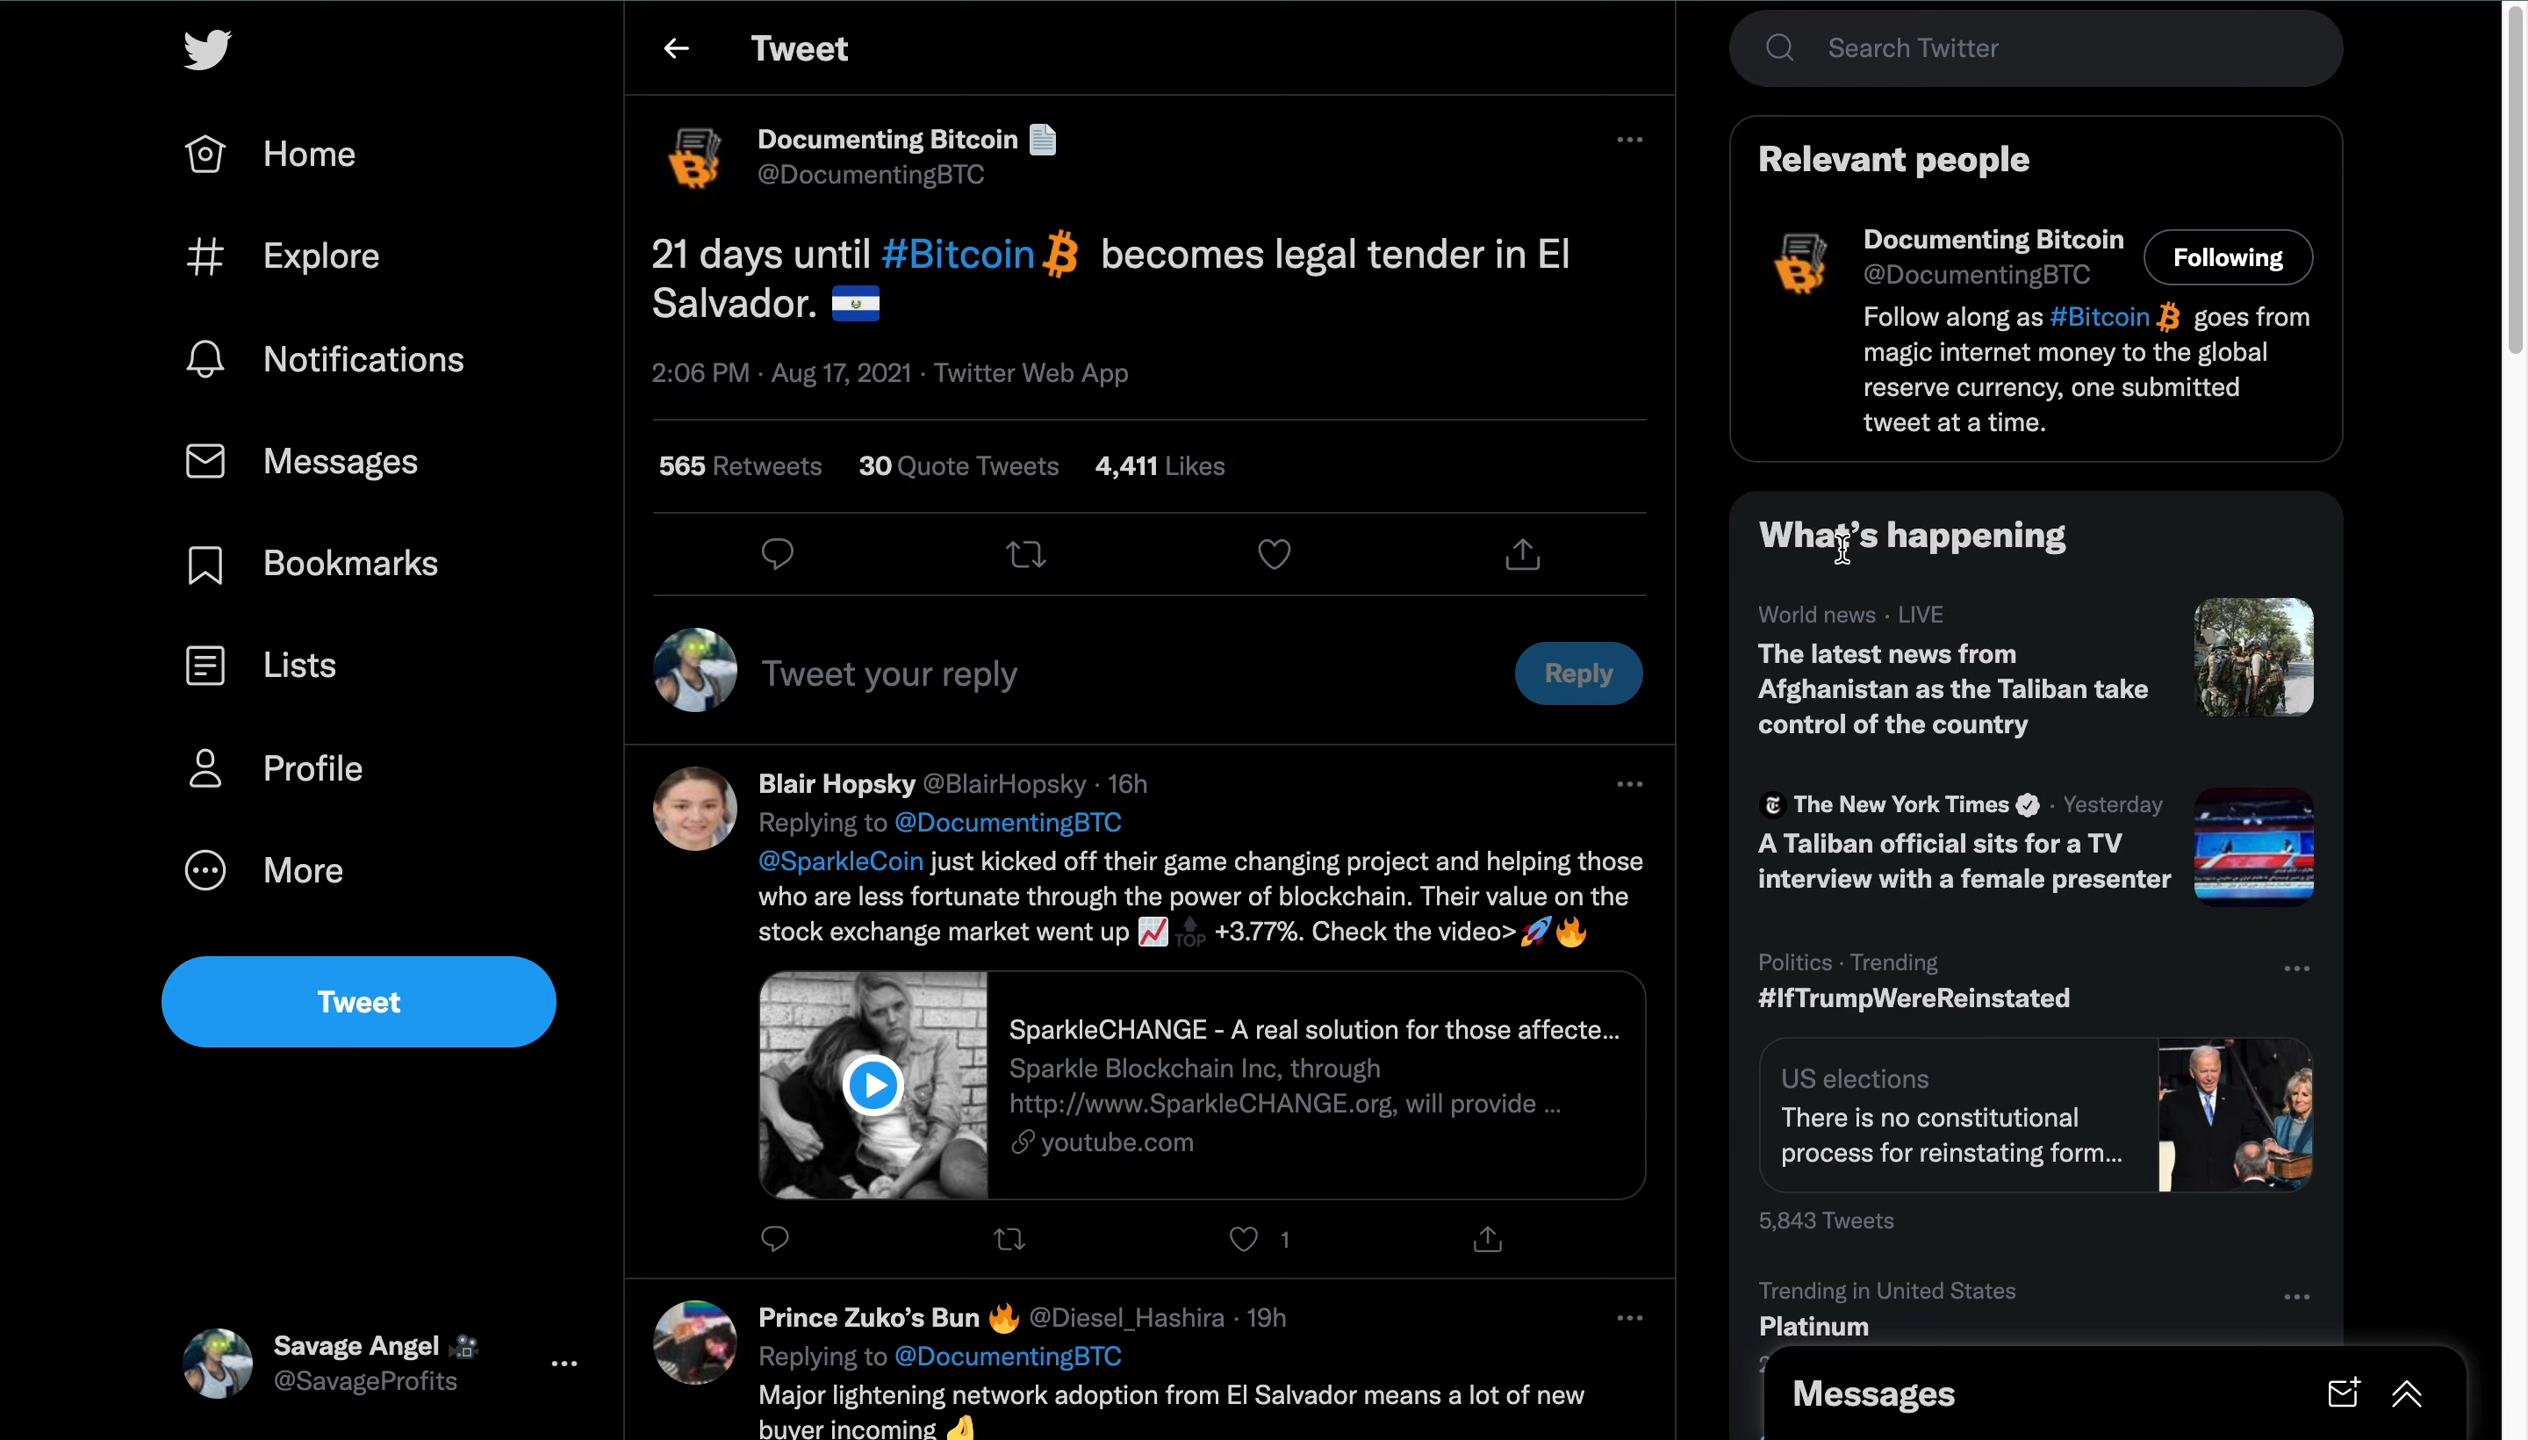 Home
Explore
Notifications
Messages
Bookmarks
Lists
Profile
More
Tweet
Savage Angel
@SavageProfits
Tweet
Documenting Bitcoin
@DocumentingBTC
21 days until #Bitcoin becomes legal tender in El
Salvador.
2:06 PM · Aug 17, 2021 · Twitter Web App
565 Retweets 30 Quote Tweets 4,411 Likes
Tweet your reply
Reply
Blair Hopsky @BlairHopsky · 16h
Replying to @DocumentingBTC
@SparkleCoin just kicked off their game changing project and helping those
who are less fortunate through the power of blockchain. Their value on the
stock exchange market went up 📈🔝 +3.77%. Check the video>🚀🔥
SparkleCHANGE - A real solution for those affecte...
Sparkle Blockchain Inc, through
http://www.SparkleCHANGE.org, will provide ...
youtube.com
1
Prince Zuko's Bun 🔥 @Diesel_Hashira · 19h
Replying to @DocumentingBTC
Major lightening network adoption from El Salvador means a lot of new
buyer incoming
Search Twitter
Relevant people
Documenting Bitcoin
@DocumentingBTC
Following
Follow along as #Bitcoin goes from
magic internet money to the global
reserve currency, one submitted
tweet at a time.
What's happening
World news · LIVE
The latest news from
Afghanistan as the Taliban take
control of the country
The New York Times · Yesterday
A Taliban official sits for a TV
interview with a female presenter
Politics · Trending
#IfTrumpWereReinstated
US elections
There is no constitutional
process for reinstating form...
5,843 Tweets
Trending in United States
Platinum
Messages